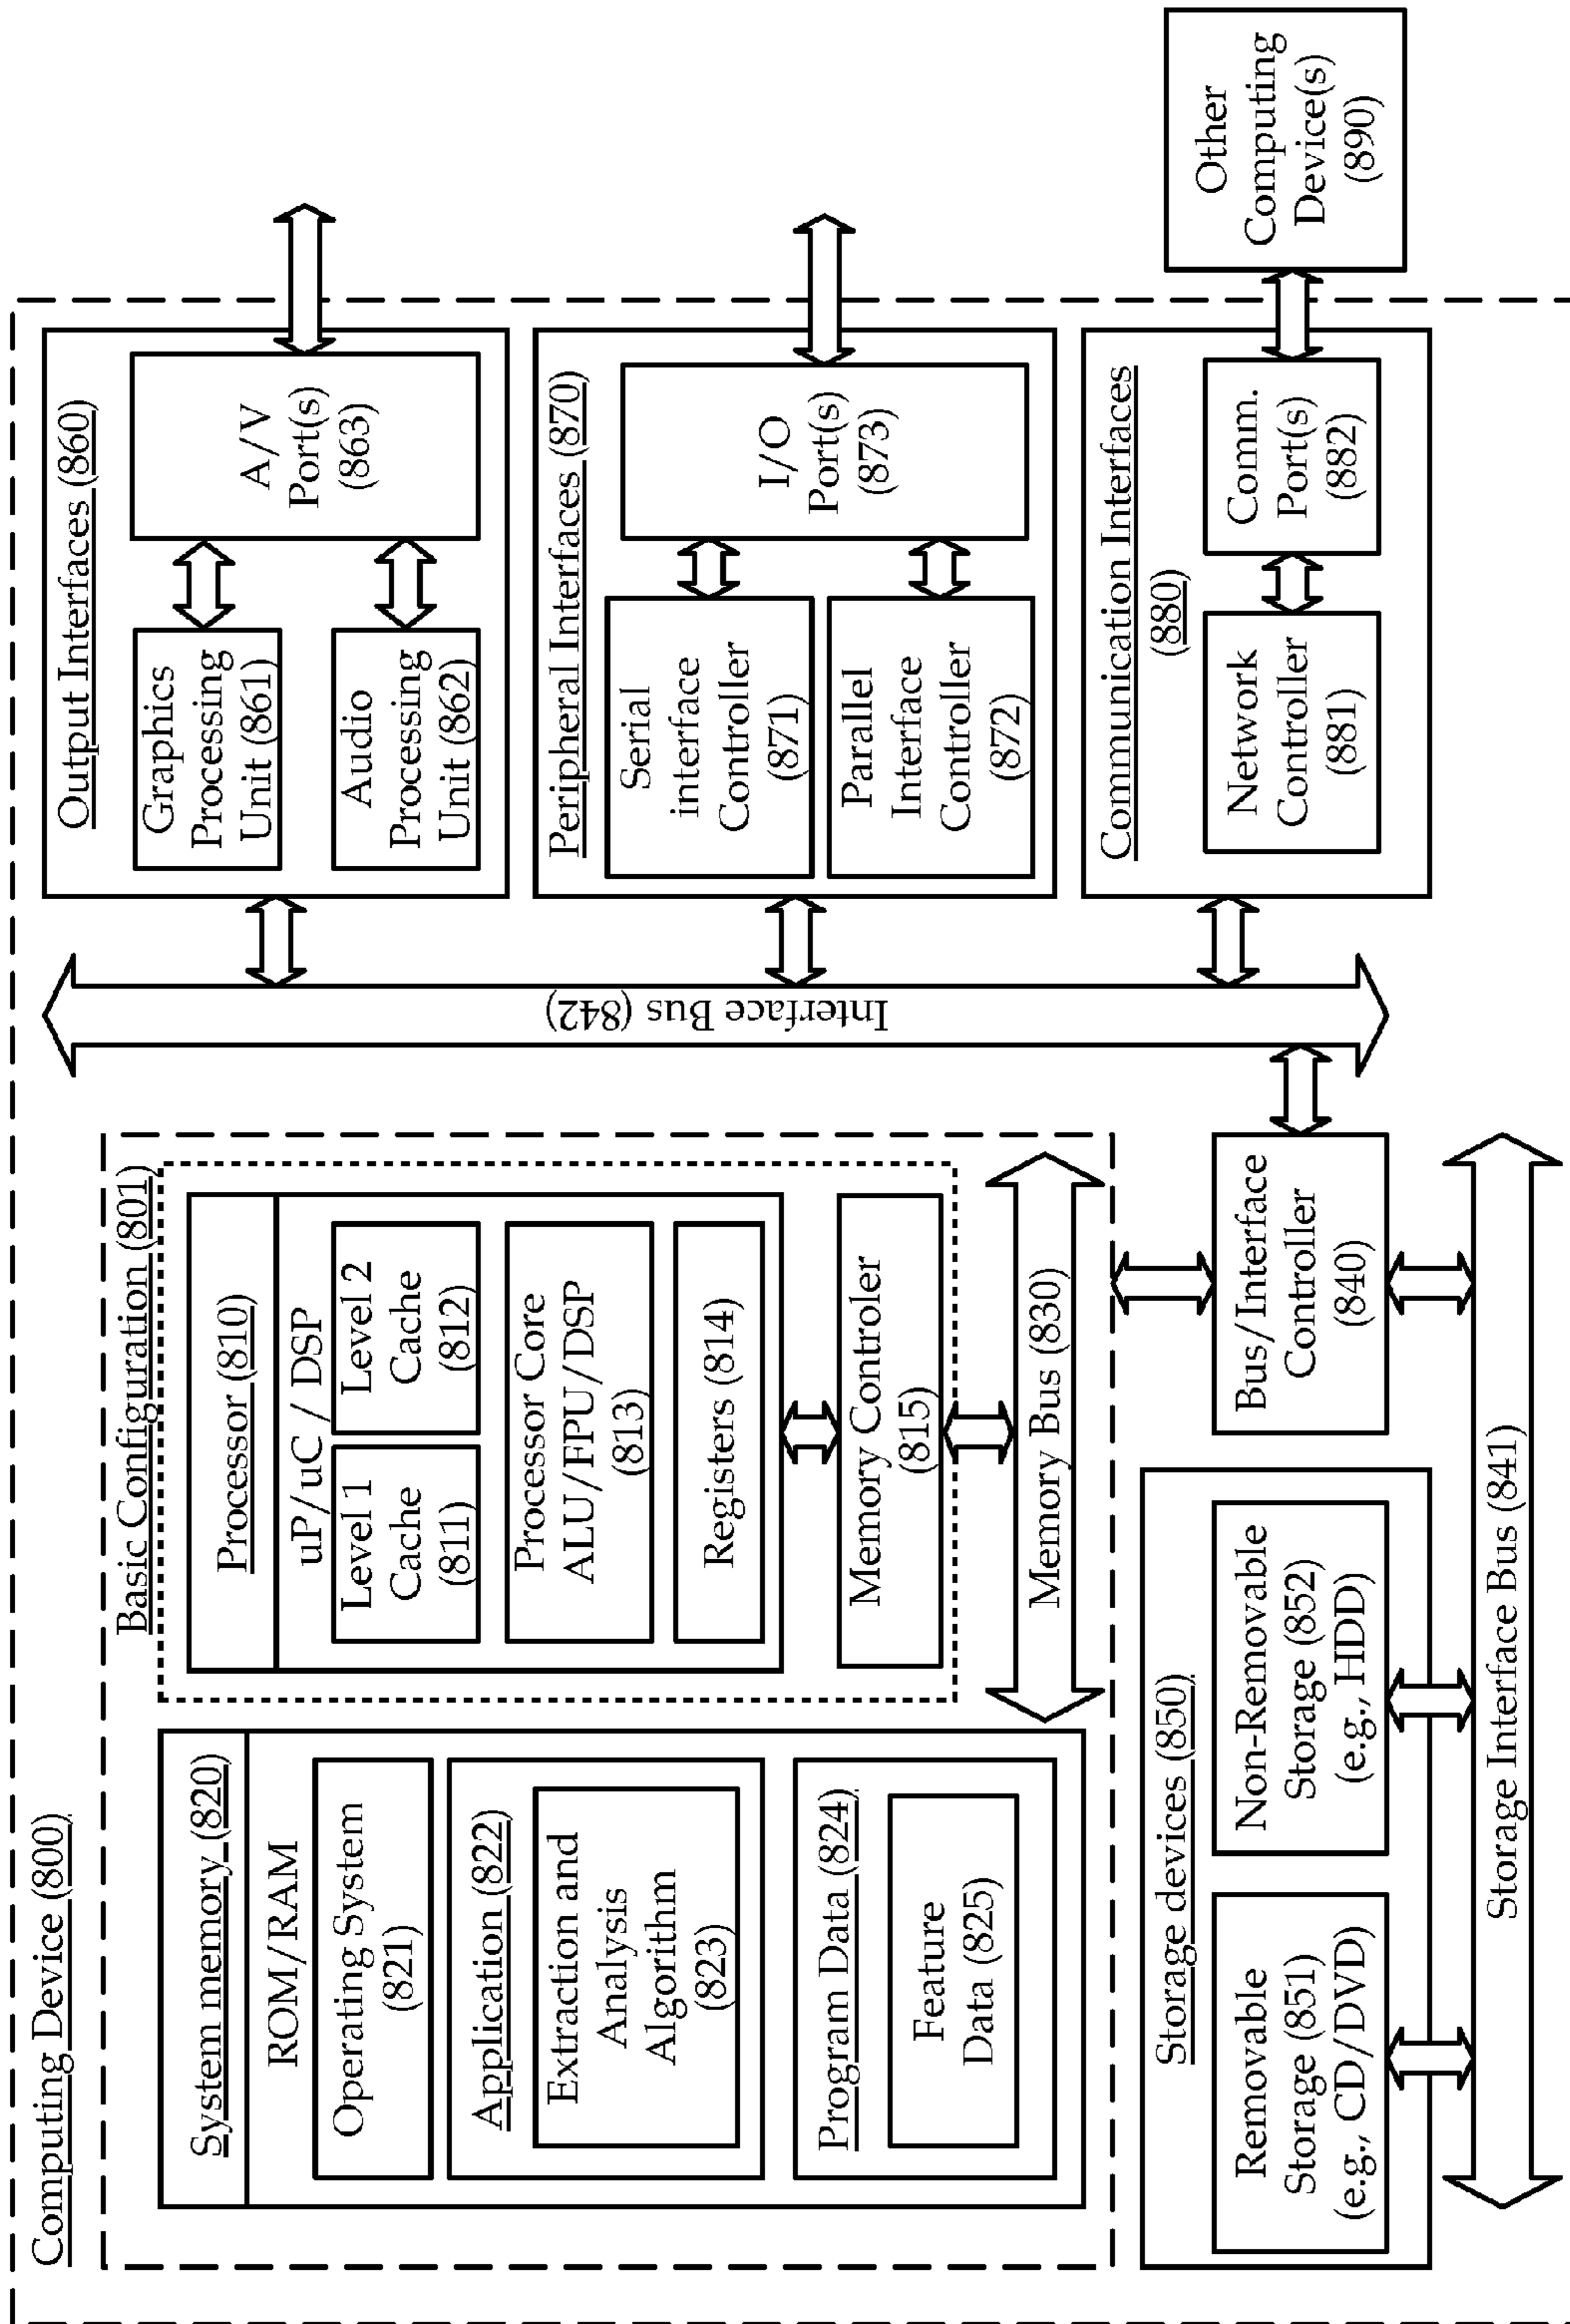 Computing Device (800)
Basic Configuration (801)
System memory (820)
ROM/RAM
Operating System
(821)
Application (822)
Extraction and
Analysis
Algorithm
(823)
Program Data (824)
Feature
Data (825)
Processor (810)
uP/uC / DSP
Level 1
Cache
(811)
Level 2
Cache
(812)
Processor Core
ALU/FPU/DSP
(813)
Registers (814)
Memory Controler
(815)
Memory Bus (830)
Storage devices (850)
Removable
Storage (851)
(e.g., CD/DVD)
Non-Removable
Storage (852)
(e.g., HDD)
Bus/Interface
Controller
(840)
Storage Interface Bus (841)
Interface Bus (842)
Output Interfaces (860)
Graphics
Processing
Unit (861)
Audio
Processing
Unit (862)
A/V
Port(s)
(863)
Peripheral Interfaces (870)
Serial
interface
Controller
(871)
Parallel
Interface
Controller
(872)
I/O
Port(s)
(873)
Communication Interfaces
(880)
Network
Controller
(881)
Comm.
Port(s)
(882)
Other
Computing
Device(s)
(890)